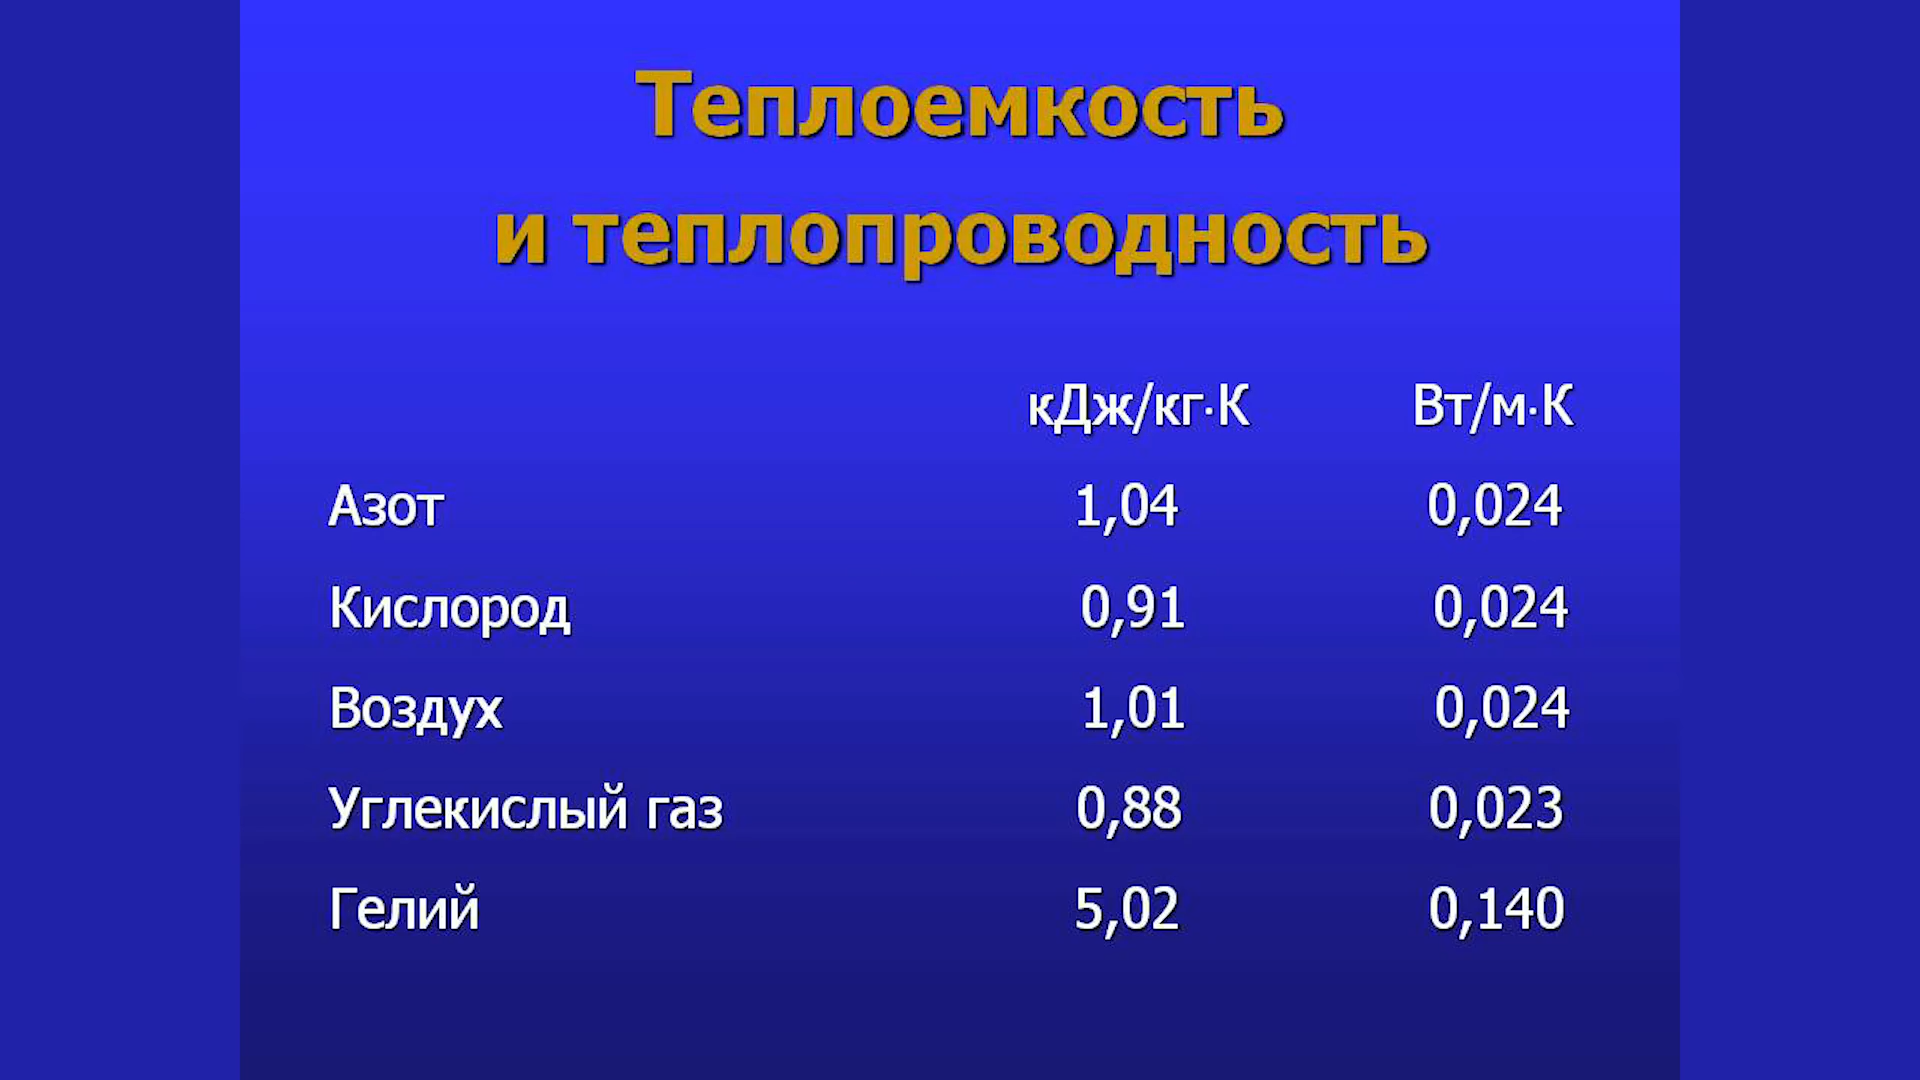 Теплоемкость
и теплопроводность
кДж/кг·К Вт/м·К
Азот 1,04 0,024
Кислород 0,91 0,024
Воздух 1,01 0,024
Углекислый газ 0,88 0,023
Гелий 5,02 0,140